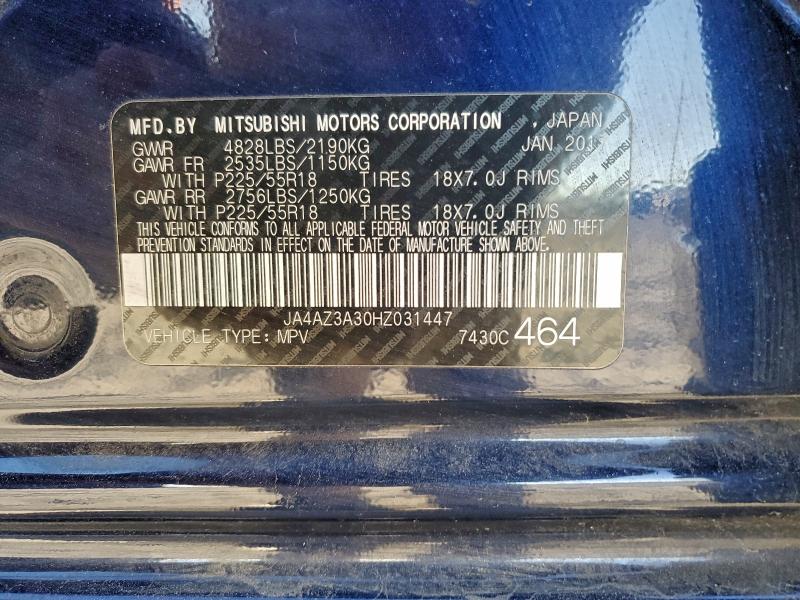 MFD.BY MITSUBISHI MOTORS CORPORATION , JAPAN
GVWR 4828LBS/2190KG JAN 201
GAWR FR 2535LBS/1150KG
WITH P225/55R18 TIRES 18X7.0J RIMS
GAWR RR 2756LBS/1250KG
WITH P225/55R18 TIRES 18X7.0J RIMS
THIS VEHICLE CONFORMS TO ALL APPLICABLE FEDERAL MOTOR VEHICLE SAFETY AND THEFT
PREVENTION STANDARDS IN EFFECT ON THE DATE OF MANUFACTURE SHOWN ABOVE.
JA4AZ3A30HZ031447
VEHICLE TYPE: MPV 7430C 464